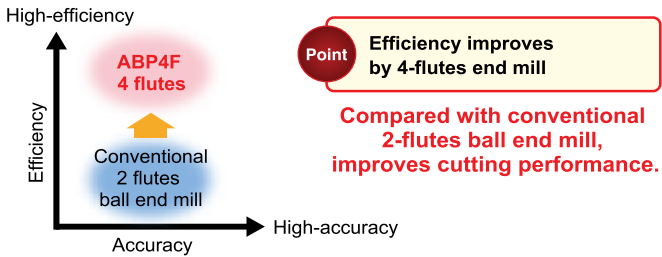 High-efficiency
ABP4F
4 flutes
Conventional
2 flutes
ball end mill
Efficiency
Accuracy
High-accuracy
Point
Efficiency improves
by 4-flutes end mill
Compared with conventional
2-flutes ball end mill,
improves cutting performance.